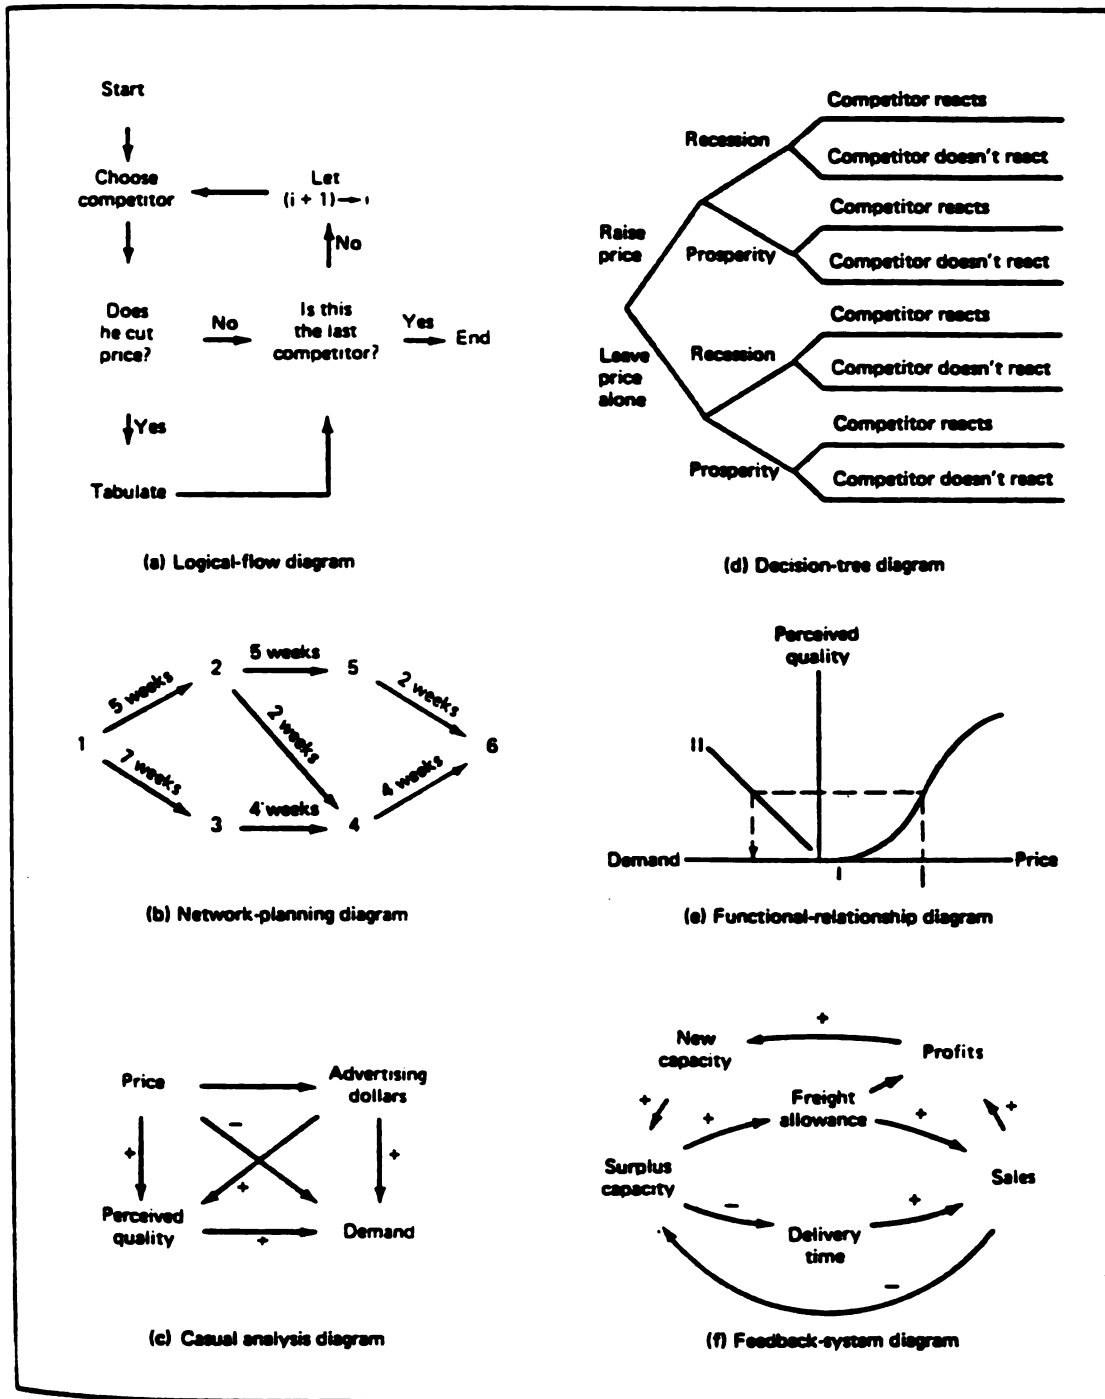 Start
Choose
competitor
Let
(i + 1) → i
No
Does
he cut
price?
No
Is this
the last
competitor?
Yes
End
Yes
Tabulate
(a) Logical-flow diagram
Competitor reacts
Recession
Competitor doesn't react
Competitor reacts
Raise
price
Prosperity
Competitor doesn't react
Competitor reacts
Leave
price
alone
Recession
Competitor doesn't react
Competitor reacts
Prosperity
Competitor doesn't react
(d) Decision-tree diagram
5 weeks
2
5 weeks
5
2 weeks
1
2 weeks
6
7 weeks
4 weeks
3
4 weeks
4
(b) Network-planning diagram
Perceived
quality
II
Demand
Price
I
(e) Functional-relationship diagram
Price
Advertising
dollars
−
+
+
+
Perceived
quality
+
Demand
(c) Casual analysis diagram
+
New
capacity
Profits
+
+
Freight
allowance
+
+
Surplus
capacity
Sales
−
+
Delivery
time
−
(f) Feedback-system diagram